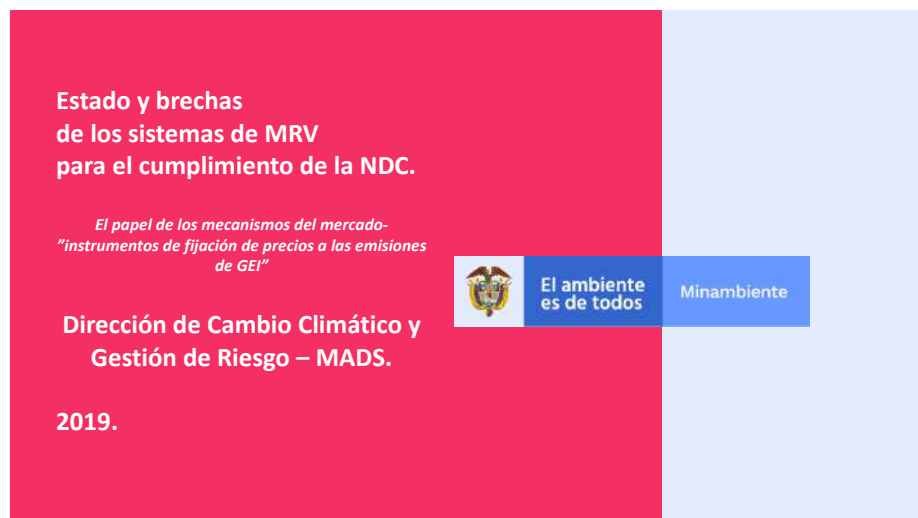 Estado y brechas
de los sistemas de MRV
para el cumplimiento de la NDC.
El papel de los mecanismos del mercado-
”instrumentos de fijación de precios a las emisiones
de GEI”
Dirección de Cambio Climático y
Gestión de Riesgo – MADS.
2019.
El ambiente
es de todos
Minambiente